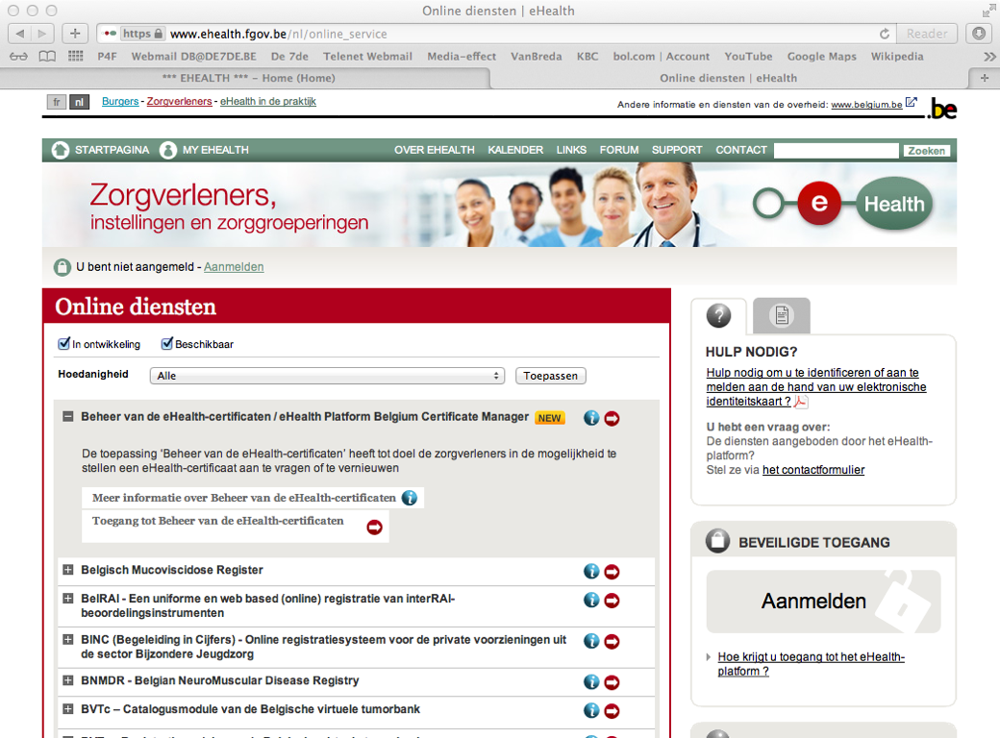 Online diensten | eHealth
https www.ehealth.fgov.be/nl/online_service
Reader
P4F Webmail DB@DE7DE.BE De 7de Telenet Webmail Media-effect VanBreda KBC bol.com | Account YouTube Google Maps Wikipedia
*** EHEALTH *** – Home (Home)
Online diensten | eHealth
fr nl Burgers - Zorgverleners - eHealth in de praktijk
Andere informatie en diensten van de overheid: www.belgium.be
.be
STARTPAGINA MY EHEALTH OVER EHEALTH KALENDER LINKS FORUM SUPPORT CONTACT Zoeken
Zorgverleners,
instellingen en zorggroeperingen
e Health
U bent niet aangemeld - Aanmelden
Online diensten
In ontwikkeling Beschikbaar
Hoedanigheid Alle Toepassen
Beheer van de eHealth-certificaten / eHealth Platform Belgium Certificate Manager NEW
De toepassing 'Beheer van de eHealth-certificaten' heeft tot doel de zorgverleners in de mogelijkheid te
stellen een eHealth-certificaat aan te vragen of te vernieuwen
Meer informatie over Beheer van de eHealth-certificaten
Toegang tot Beheer van de eHealth-certificaten
Belgisch Mucoviscidose Register
BelRAI - Een uniforme en web based (online) registratie van interRAI-
beoordelingsinstrumenten
BINC (Begeleiding in Cijfers) - Online registratiesysteem voor de private voorzieningen uit
de sector Bijzondere Jeugdzorg
BNMDR - Belgian NeuroMuscular Disease Registry
BVTc – Catalogusmodule van de Belgische virtuele tumorbank
HULP NODIG?
Hulp nodig om u te identificeren of aan te
melden aan de hand van uw elektronische
identiteitskaart ?
U hebt een vraag over:
De diensten aangeboden door het eHealth-
platform?
Stel ze via het contactformulier
BEVEILIGDE TOEGANG
Aanmelden
Hoe krijgt u toegang tot het eHealth-
platform ?